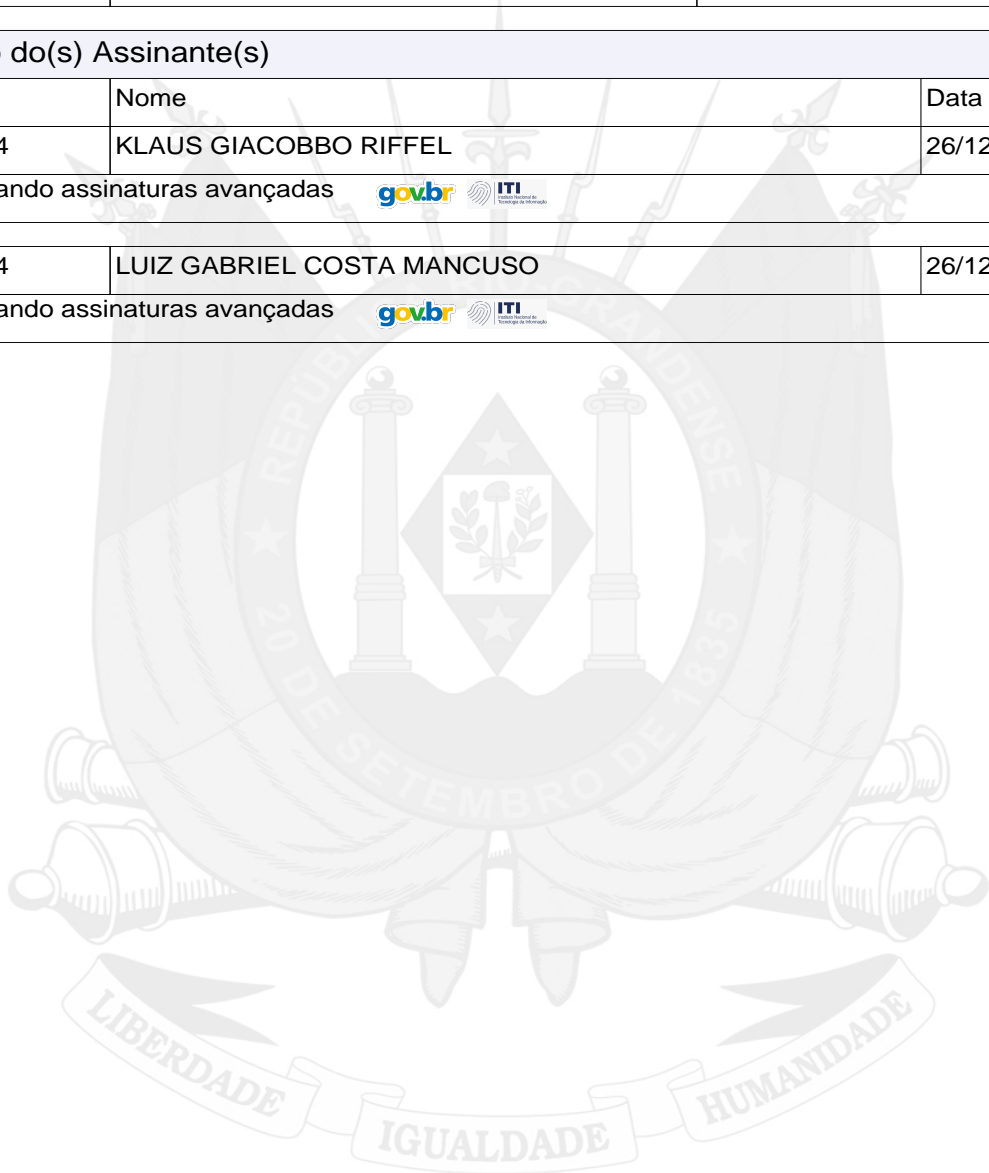 do(s) Assinante(s)
Nome Data
4 KLAUS GIACOBBO RIFFEL 26/12
ando assinaturas avançadas gov.br ITI
4 LUIZ GABRIEL COSTA MANCUSO 26/12
ando assinaturas avançadas gov.br ITI
REPÚBLICA RIO-GRANDENSE
20 DE SETEMBRO DE 1835
LIBERDADE IGUALDADE HUMANIDADE